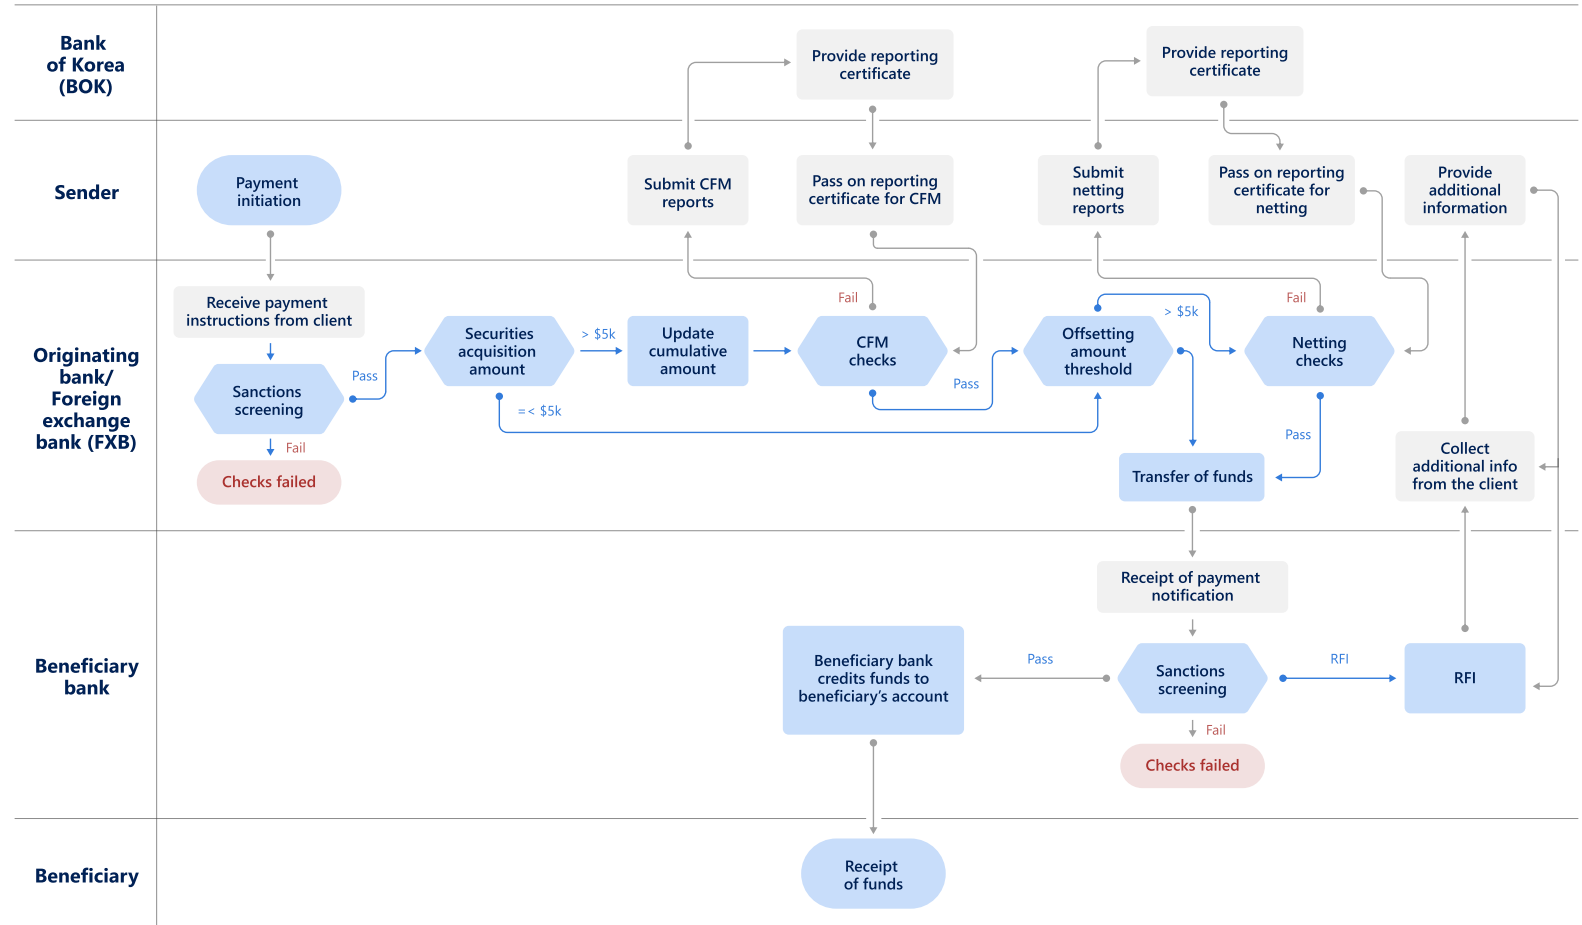 Bank
of Korea
(BOK)
Provide reporting
certificate
Provide reporting
certificate
Sender
Payment
initiation
Submit CFM
reports
Pass on reporting
certificate for CFM
Submit
netting
reports
Pass on reporting
certificate for
netting
Provide
additional
information
Originating
bank/
Foreign
exchange
bank (FXB)
Receive payment
instructions from client
Sanctions
screening
Pass
Fail
Checks failed
Securities
acquisition
amount
> $5k
=< $5k
Update
cumulative
amount
Fail
CFM
checks
Pass
Offsetting
amount
threshold
> $5k
Fail
Netting
checks
Pass
Transfer of funds
Collect
additional info
from the client
Beneficiary
bank
Receipt of payment
notification
Beneficiary bank
credits funds to
beneficiary’s account
Pass
Sanctions
screening
RFI
RFI
Fail
Checks failed
Beneficiary
Receipt
of funds